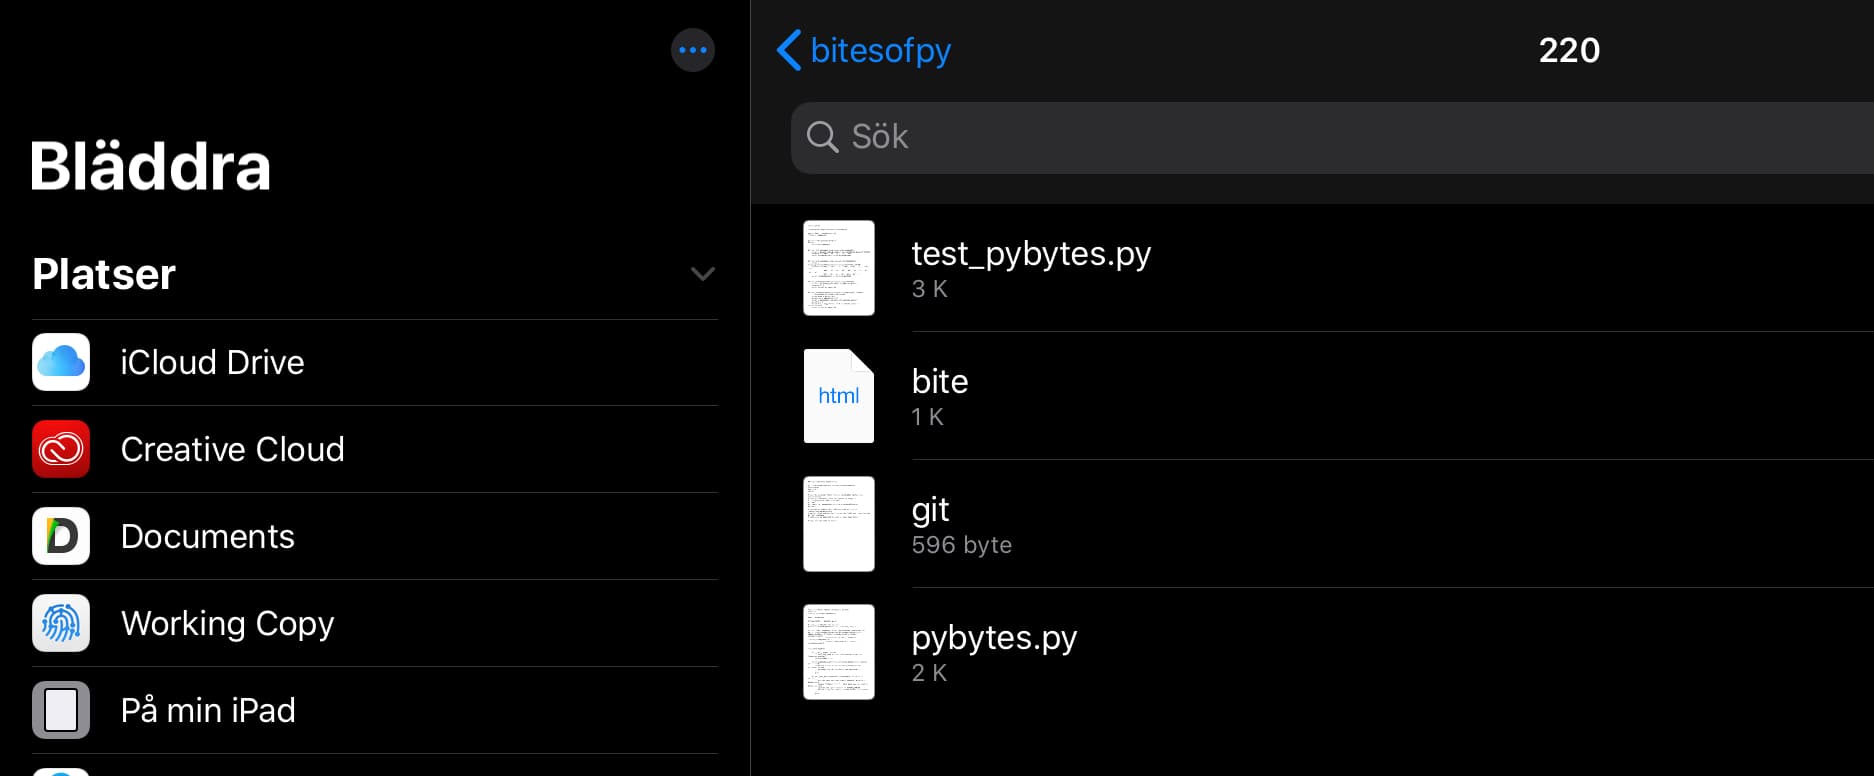 Bläddra
Platser
iCloud Drive
Creative Cloud
Documents
Working Copy
På min iPad
bitesofpy
220
Sök
test_pybytes.py
3 K
html
bite
1 K
git
596 byte
pybytes.py
2 K